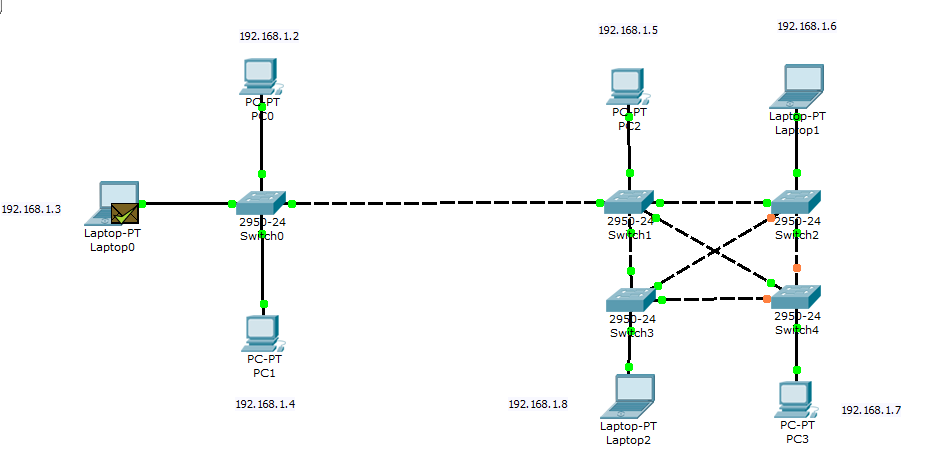 192.168.1.2
192.168.1.5
192.168.1.6
PC-PT
PC0
PC-PT
PC2
Laptop-PT
Laptop1
192.168.1.3
Laptop-PT
Laptop0
2950-24
Switch0
2950-24
Switch1
2950-24
Switch2
2950-24
Switch3
2950-24
Switch4
PC-PT
PC1
192.168.1.4
192.168.1.8
Laptop-PT
Laptop2
PC-PT
PC3
192.168.1.7